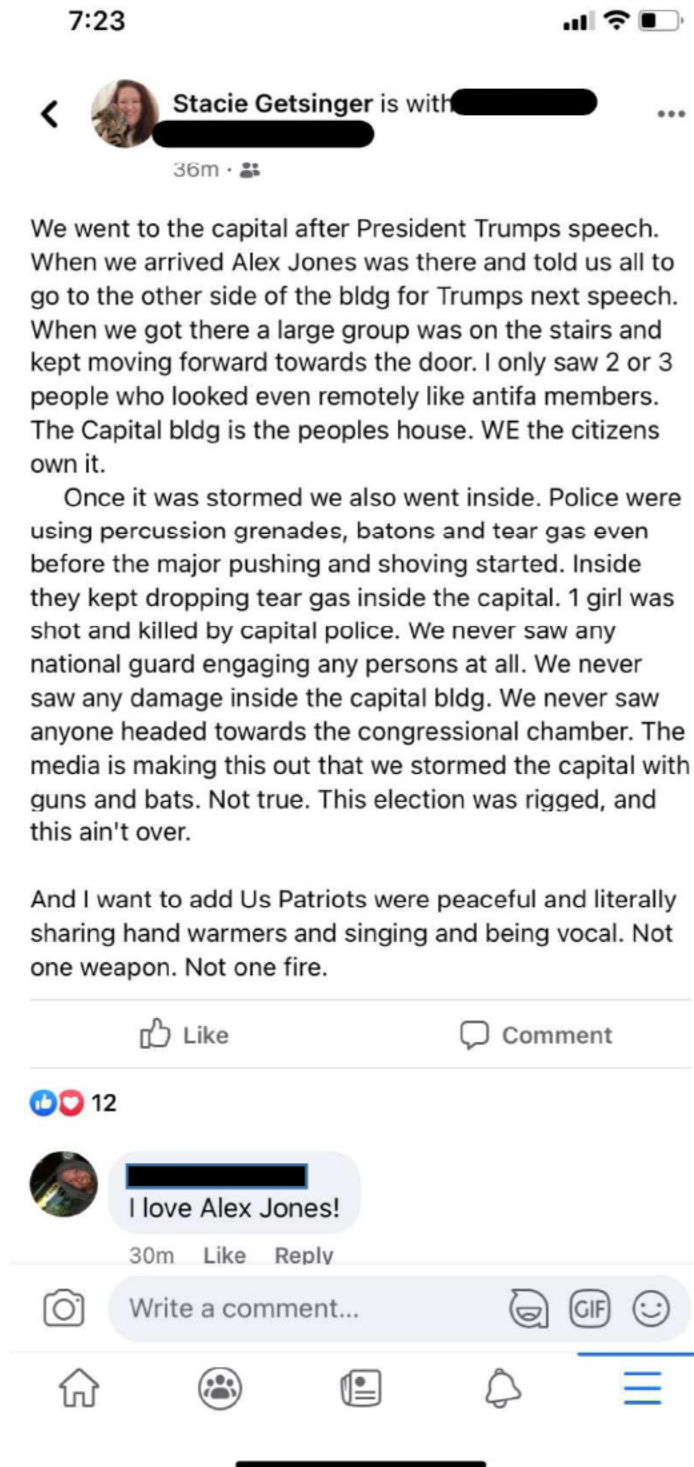 7:23
Stacie Getsinger is with
36m ·
We went to the capital after President Trumps speech.
When we arrived Alex Jones was there and told us all to
go to the other side of the bldg for Trumps next speech.
When we got there a large group was on the stairs and
kept moving forward towards the door. I only saw 2 or 3
people who looked even remotely like antifa members.
The Capital bldg is the peoples house. WE the citizens
own it.
Once it was stormed we also went inside. Police were
using percussion grenades, batons and tear gas even
before the major pushing and shoving started. Inside
they kept dropping tear gas inside the capital. 1 girl was
shot and killed by capital police. We never saw any
national guard engaging any persons at all. We never
saw any damage inside the capital bldg. We never saw
anyone headed towards the congressional chamber. The
media is making this out that we stormed the capital with
guns and bats. Not true. This election was rigged, and
this ain't over.
And I want to add Us Patriots were peaceful and literally
sharing hand warmers and singing and being vocal. Not
one weapon. Not one fire.
Like Comment
12
I love Alex Jones!
30m Like Reply
Write a comment... GIF